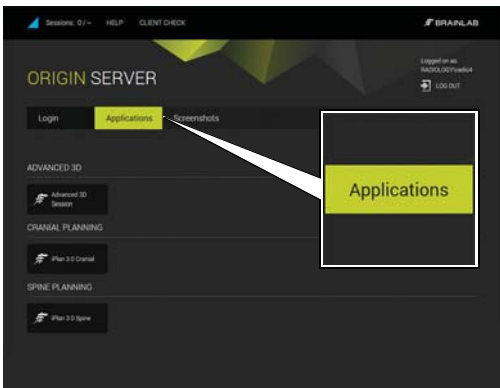 Sessions: 0/-- HELP CLIENT CHECK BRAINLAB
Logged on as
RADIOLOGY\radio4
LOG OUT
ORIGIN SERVER
Login Applications Screenshots
Applications
ADVANCED 3D
Advanced 3D
Session
CRANIAL PLANNING
iPlan 3.0 Cranial
SPINE PLANNING
iPlan 3.0 Spine